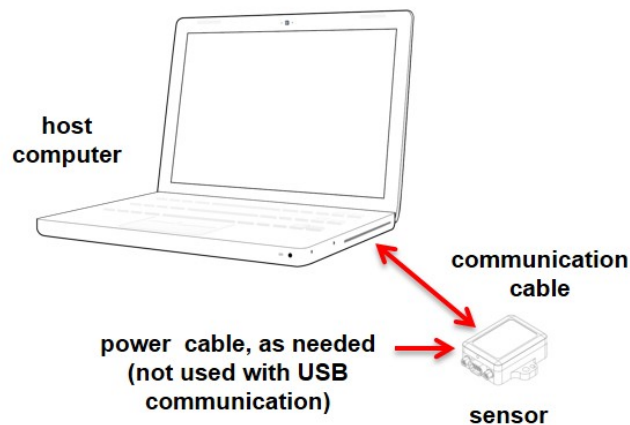 host
computer
communication
cable
power cable, as needed
(not used with USB
communication)
sensor